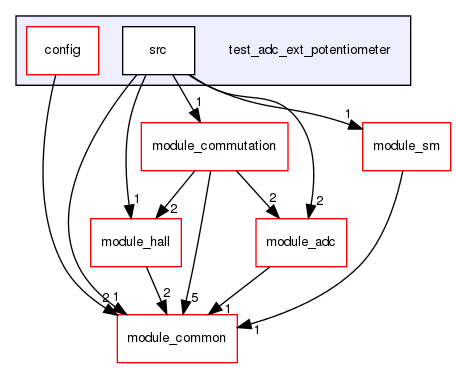 config
src
test_adc_ext_potentiometer
1
1
module_commutation
module_sm
2
2
1
2
module_hall
module_adc
2
5
2
1
1
1
module_common